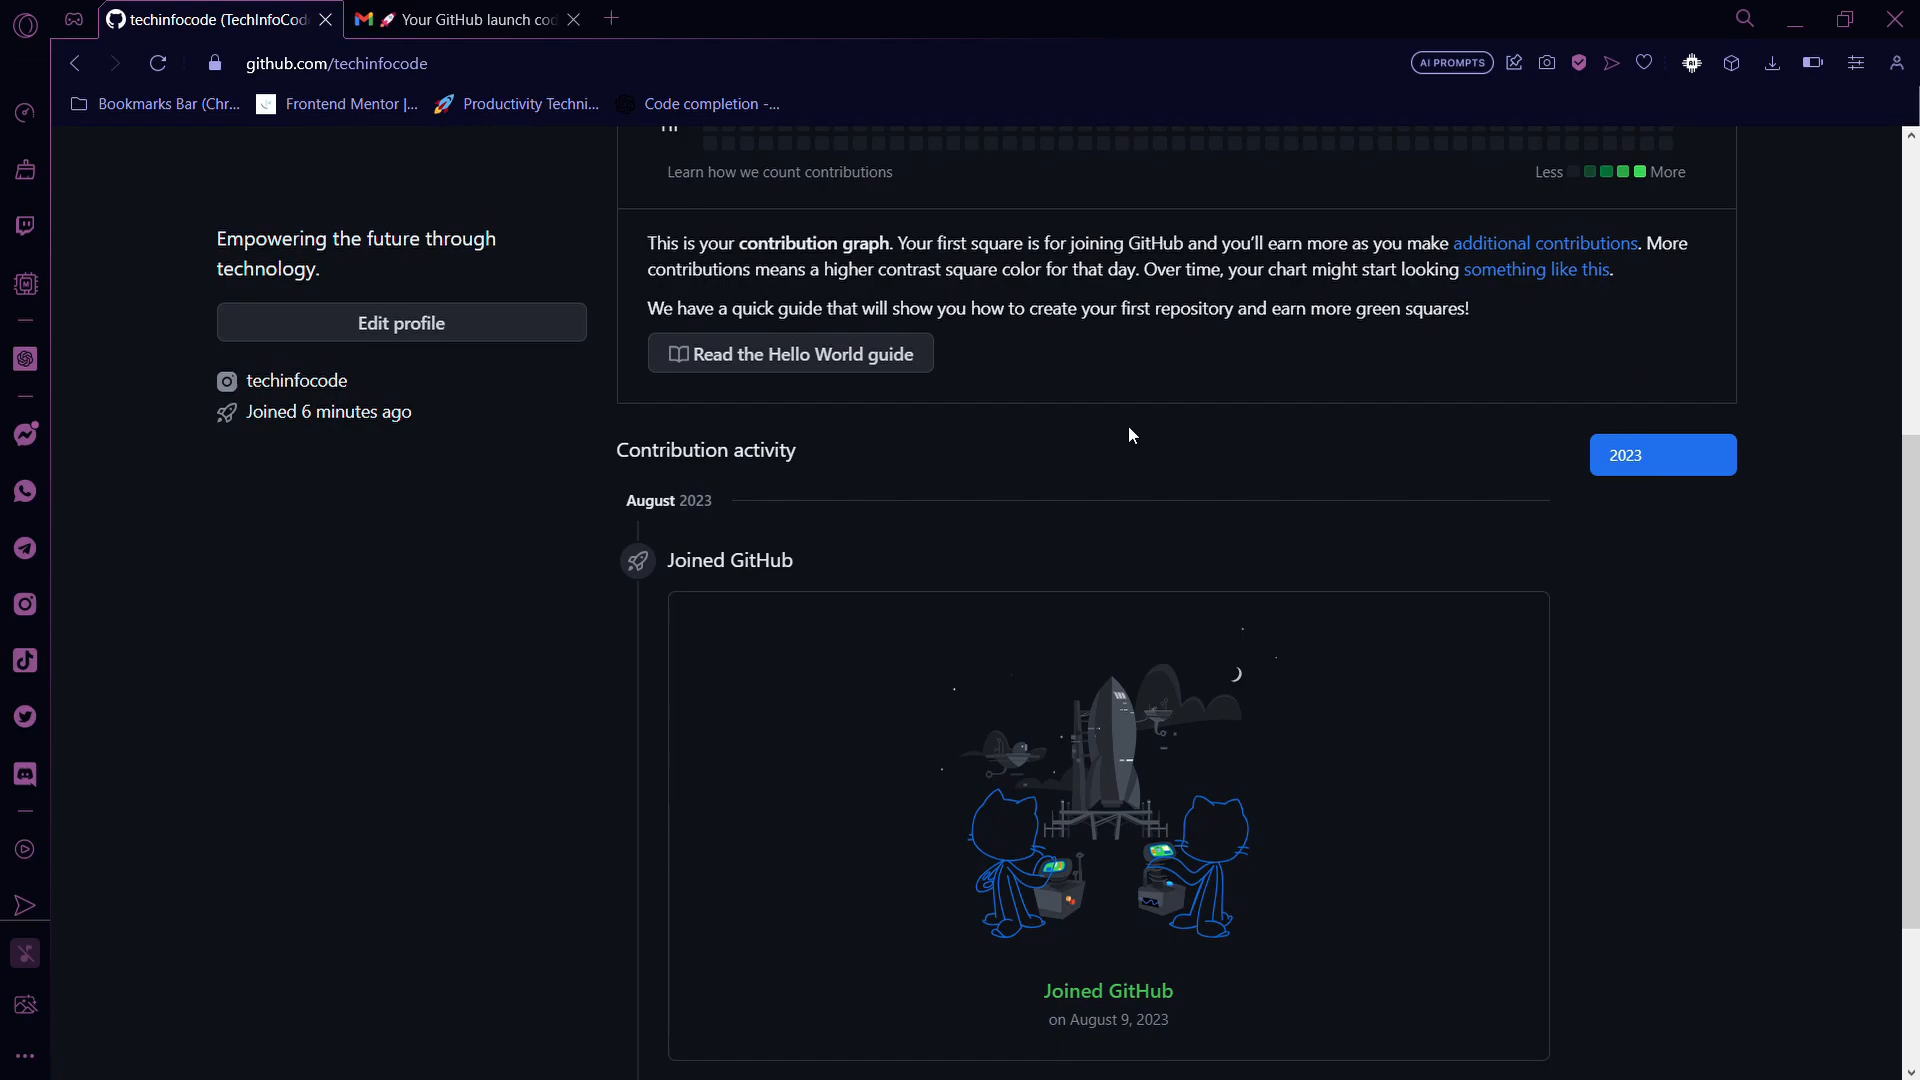 techinfocode (TechInfoCod
🚀 Your GitHub launch cod
github.com/techinfocode
AI PROMPTS
Bookmarks Bar (Chr...
Frontend Mentor |...
Productivity Techni...
Code completion -...
Learn how we count contributions
Less
More
Empowering the future through
technology.
Edit profile
techinfocode
Joined 6 minutes ago
This is your contribution graph. Your first square is for joining GitHub and you'll earn more as you make additional contributions. More
contributions means a higher contrast square color for that day. Over time, your chart might start looking something like this.
We have a quick guide that will show you how to create your first repository and earn more green squares!
Read the Hello World guide
Contribution activity
2023
August 2023
Joined GitHub
Joined GitHub
on August 9, 2023